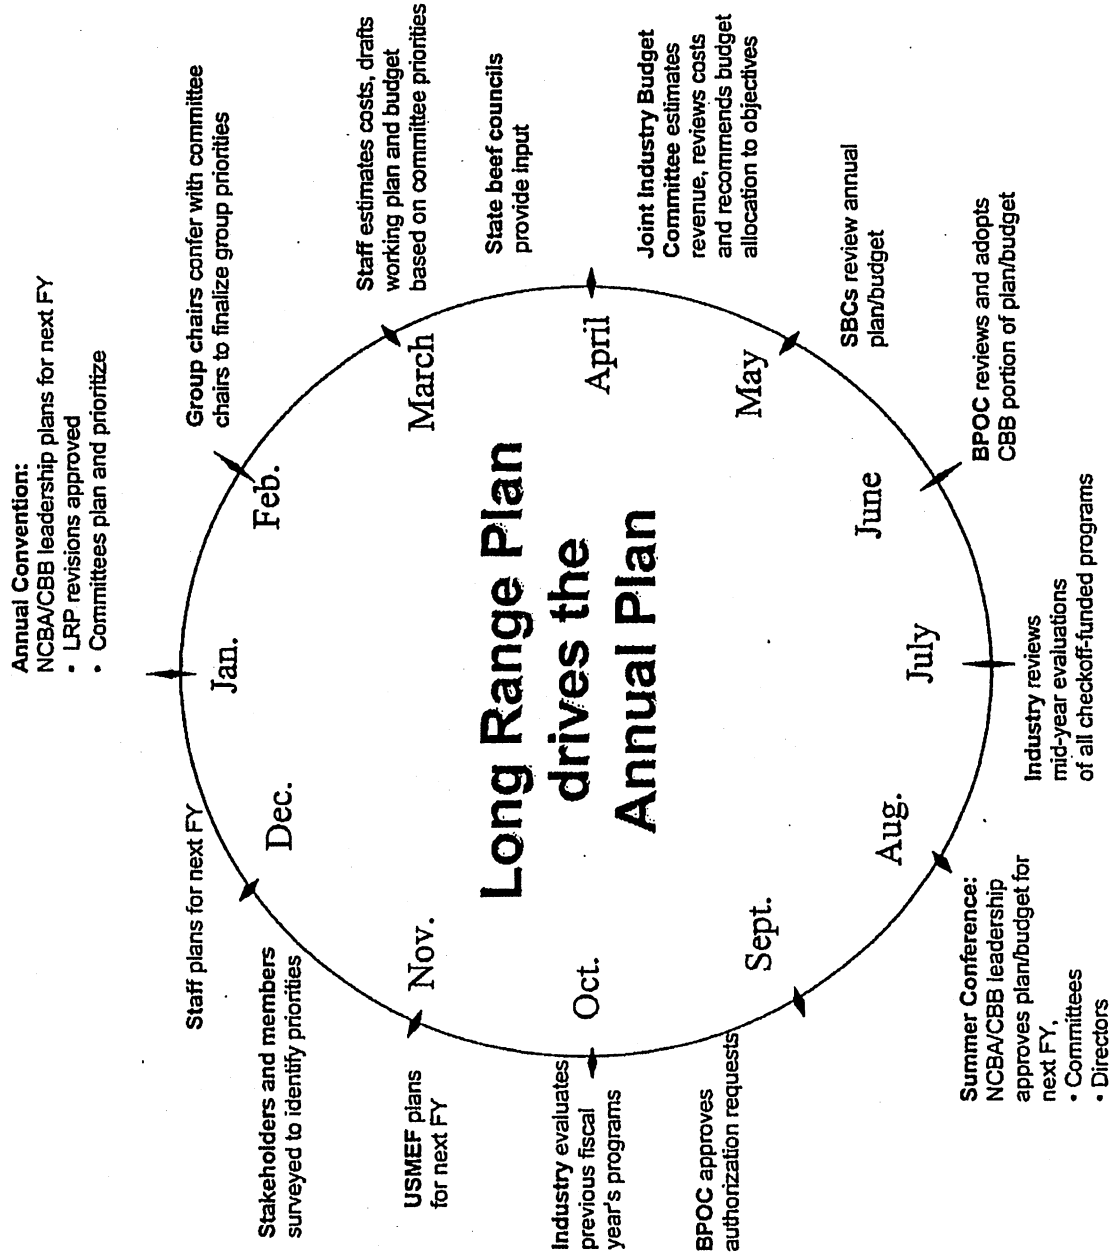 Annual Convention:
NCBA/CBB leadership plans for next FY
• LRP revisions approved
• Committees plan and prioritize
Group chairs confer with committee
chairs to finalize group priorities
Staff estimates costs, drafts
working plan and budget
based on committee priorities
State beef councils
provide input
Joint Industry Budget
Committee estimates
revenue, reviews costs
and recommends budget
allocation to objectives
SBCs review annual
plan/budget
BPOC reviews and adopts
CBB portion of plan/budget
Industry reviews
mid-year evaluations
of all checkoff-funded programs
Summer Conference:
NCBA/CBB leadership
approves plan/budget for
next FY,
• Committees
• Directors
BPOC approves
authorization requests
Industry evaluates
previous fiscal
year's programs
USMEF plans
for next FY
Stakeholders and members
surveyed to identify priorities
Staff plans for next FY
Jan.
Feb.
March
April
May
June
July
Aug.
Sept.
Oct.
Nov.
Dec.
Long Range Plan
drives the
Annual Plan